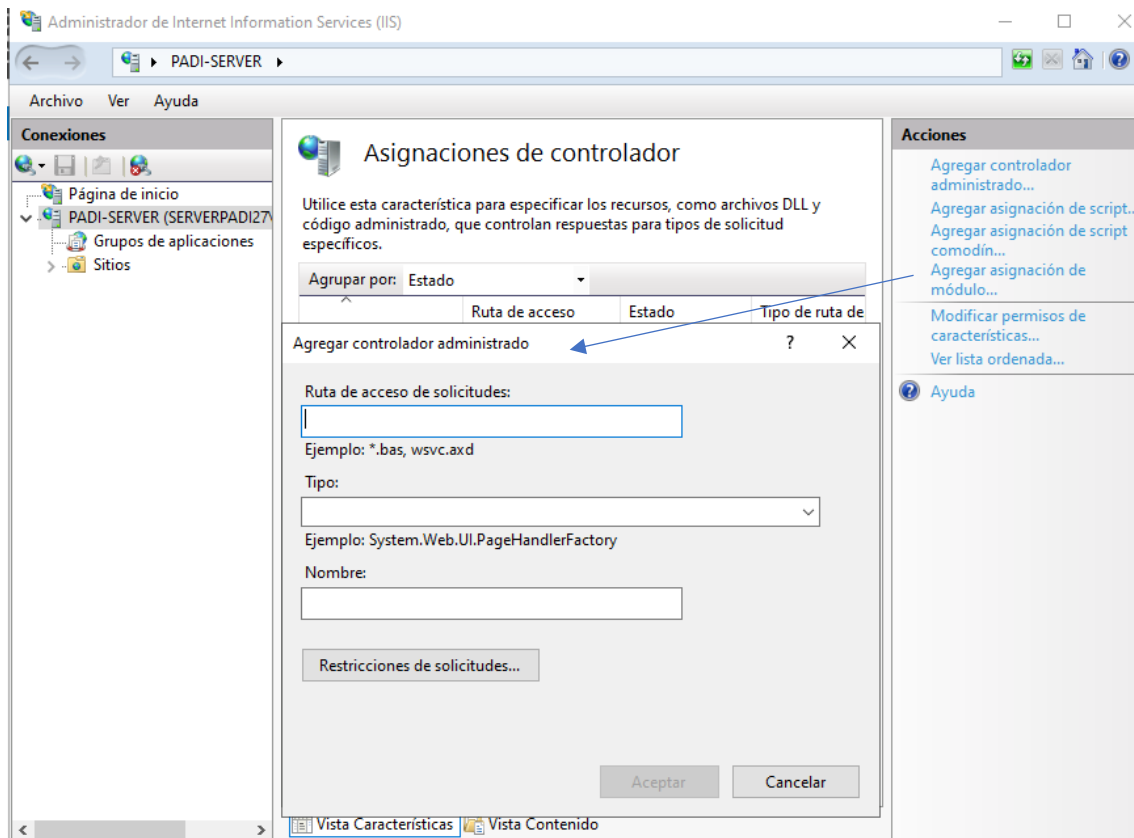 Administrador de Internet Information Services (IIS)
PADI-SERVER
Archivo Ver Ayuda
Conexiones
Página de inicio
PADI-SERVER (SERVERPADI27
Grupos de aplicaciones
Sitios
Asignaciones de controlador
Utilice esta característica para especificar los recursos, como archivos DLL y
código administrado, que controlan respuestas para tipos de solicitud
específicos.
Agrupar por: Estado
Ruta de acceso Estado Tipo de ruta de
Agregar controlador administrado ?
Ruta de acceso de solicitudes:
Ejemplo: *.bas, wsvc.axd
Tipo:
Ejemplo: System.Web.UI.PageHandlerFactory
Nombre:
Restricciones de solicitudes...
Aceptar Cancelar
Vista Características Vista Contenido
Acciones
Agregar controlador
administrado...
Agregar asignación de script..
Agregar asignación de script
comodín...
Agregar asignación de
módulo...
Modificar permisos de
características...
Ver lista ordenada...
Ayuda